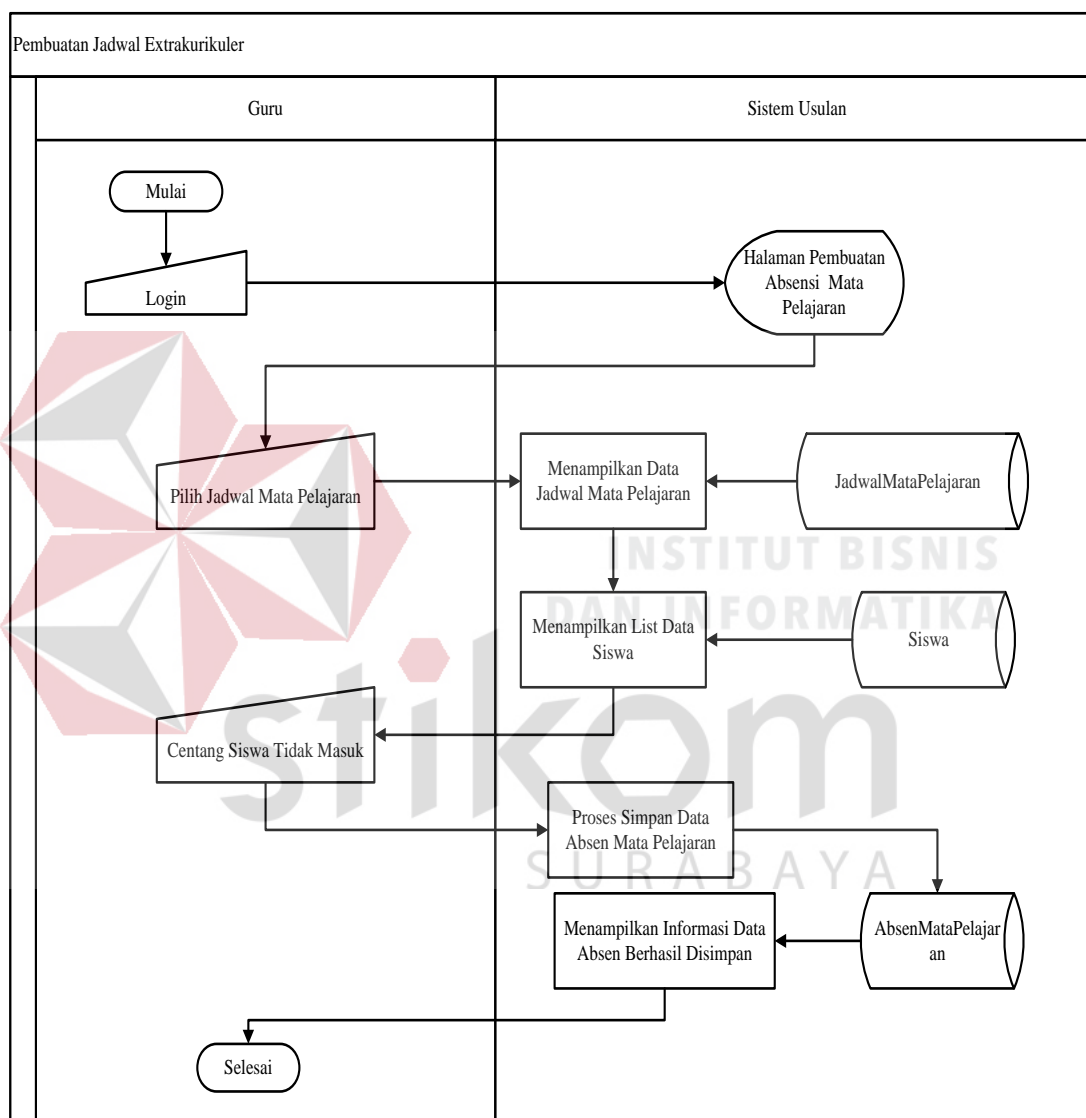 Pembuatan Jadwal Extrakurikuler
Guru
Sistem Usulan
Mulai
Login
Halaman Pembuatan
Absensi Mata
Pelajaran
Pilih Jadwal Mata Pelajaran
Menampilkan Data
Jadwal Mata Pelajaran
JadwalMataPelajaran
INSTITUT BISNIS
DAN INFORMATIKA
Menampilkan List Data
Siswa
Siswa
stikom
Centang Siswa Tidak Masuk
Proses Simpan Data
Absen Mata Pelajaran
SURABAYA
Menampilkan Informasi Data
Absen Berhasil Disimpan
AbsenMataPelajar
an
Selesai